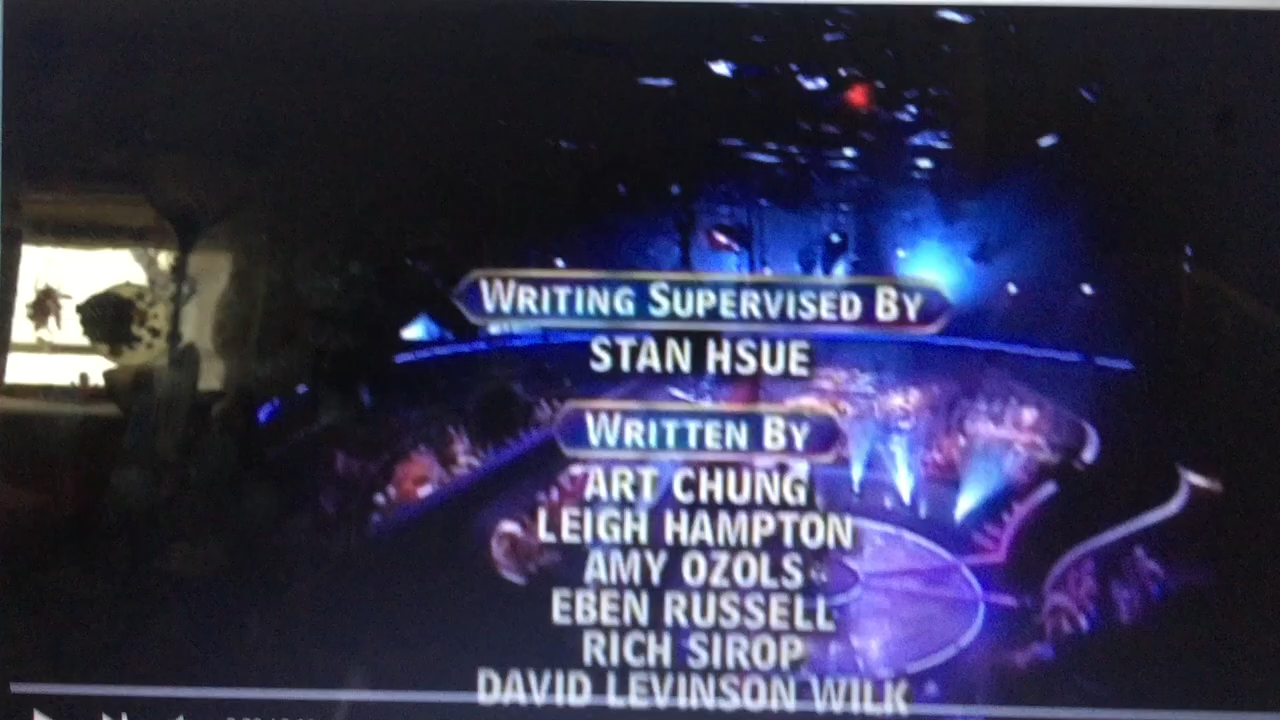 WRITING SUPERVISED BY
STAN HSUE
WRITTEN BY
ART CHUNG
LEIGH HAMPTON
AMY OZOLS
EBEN RUSSELL
RICH SIROP
DAVID LEVINSON WILK